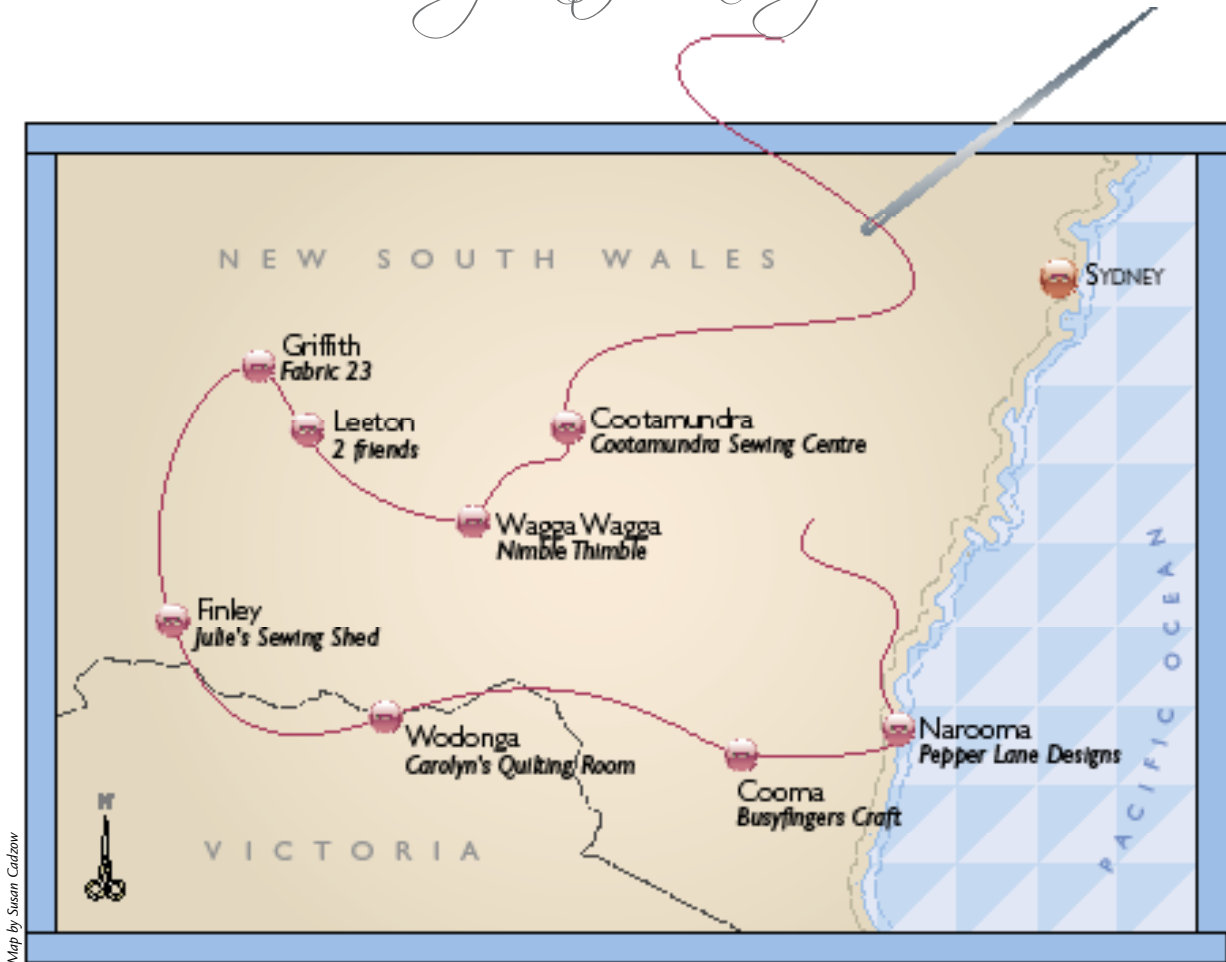 NEW SOUTH WALES
SYDNEY
Griffith
Fabric 23
Leeton
2 friends
Cootamundra
Cootamundra Sewing Centre
Wagga Wagga
Nimble Thimble
Finley
Julie's Sewing Shed
Wodonga
Carolyn's Quilting Room
Narooma
Pepper Lane Designs
Cooma
Busyfingers Craft
PACIFIC OCEAN
N
VICTORIA
Map by Susan Cadzow